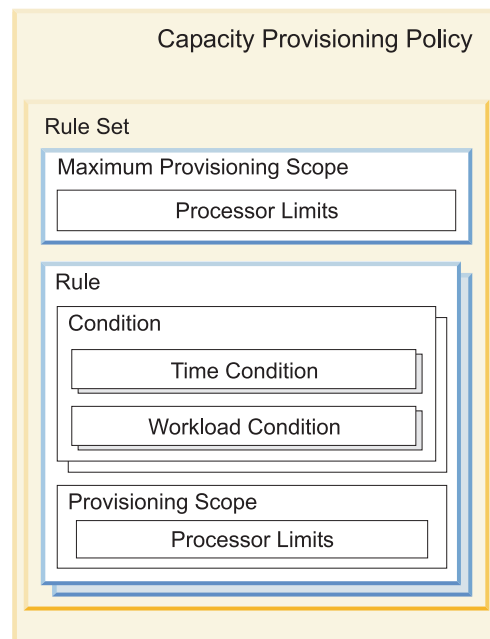 Capacity Provisioning Policy
Rule Set
Maximum Provisioning Scope
Processor Limits
Rule
Condition
Time Condition
Workload Condition
Provisioning Scope
Processor Limits